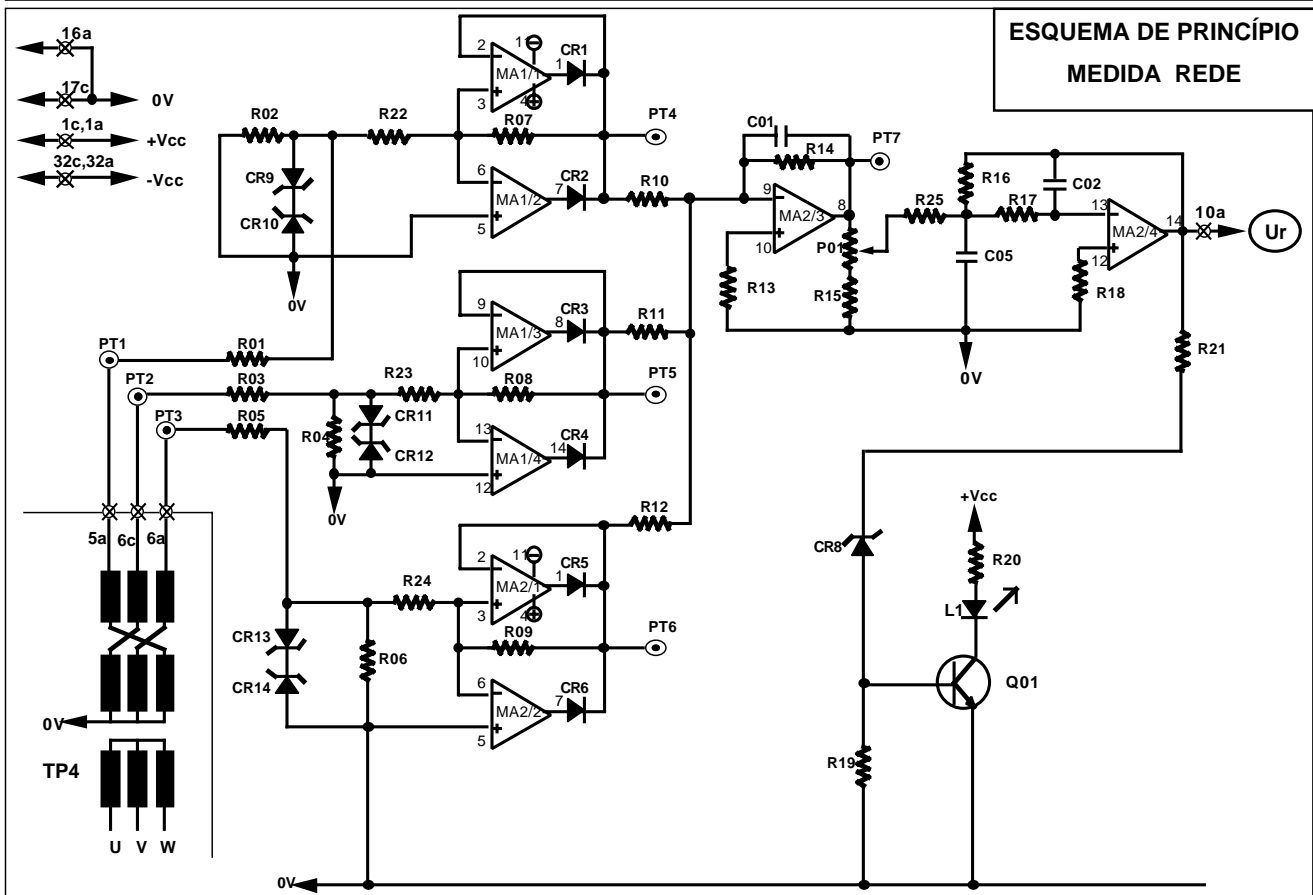 ESQUEMA DE PRINCÍPIO
MEDIDA REDE
16a
17c
0V
1c,1a
+Vcc
32c,32a
-Vcc
2
11
MA1/1
1
CR1
3
4
R02
R22
R07
PT4
CR9
CR10
6
MA1/2
7
CR2
5
R10
0V
C01
R14
PT7
9
MA2/3
8
10
P01
R13
R15
R25
R16
R17
C02
C05
13
MA2/4
14
12
R18
10a
Ur
0V
R21
PT1
R01
PT2
R03
PT3
R05
R23
R04
CR11
CR12
0V
9
MA1/3
8
CR3
10
R11
R08
PT5
13
MA1/4
14
CR4
12
R12
5a
6c
6a
2
11
MA2/1
1
CR5
3
4
R24
R09
PT6
CR13
CR14
R06
6
MA2/2
7
CR6
5
0V
TP4
U V W
+Vcc
CR8
R20
L1
Q01
R19
0V